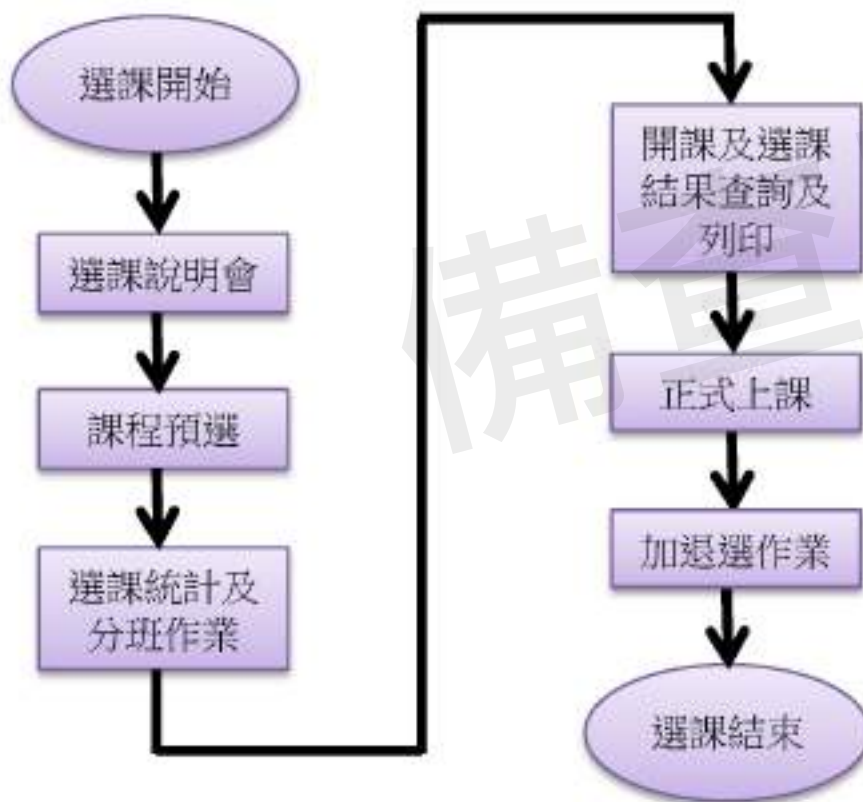 選課開始
選課說明會
課程預選
選課統計及
分班作業
開課及選課
結果查詢及
列印
正式上課
加退選作業
選課結束
備查